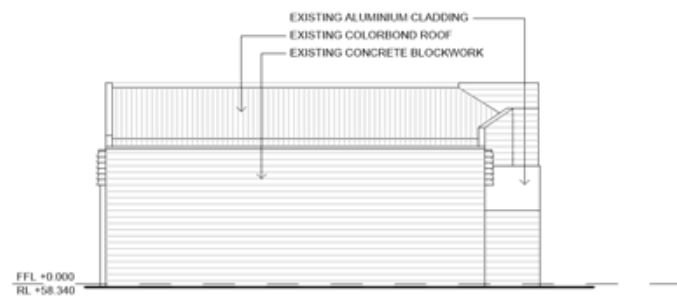 EXISTING ALUMINIUM CLADDING
EXISTING COLORBOND ROOF
EXISTING CONCRETE BLOCKWORK
FFL +0.000
RL +58.340